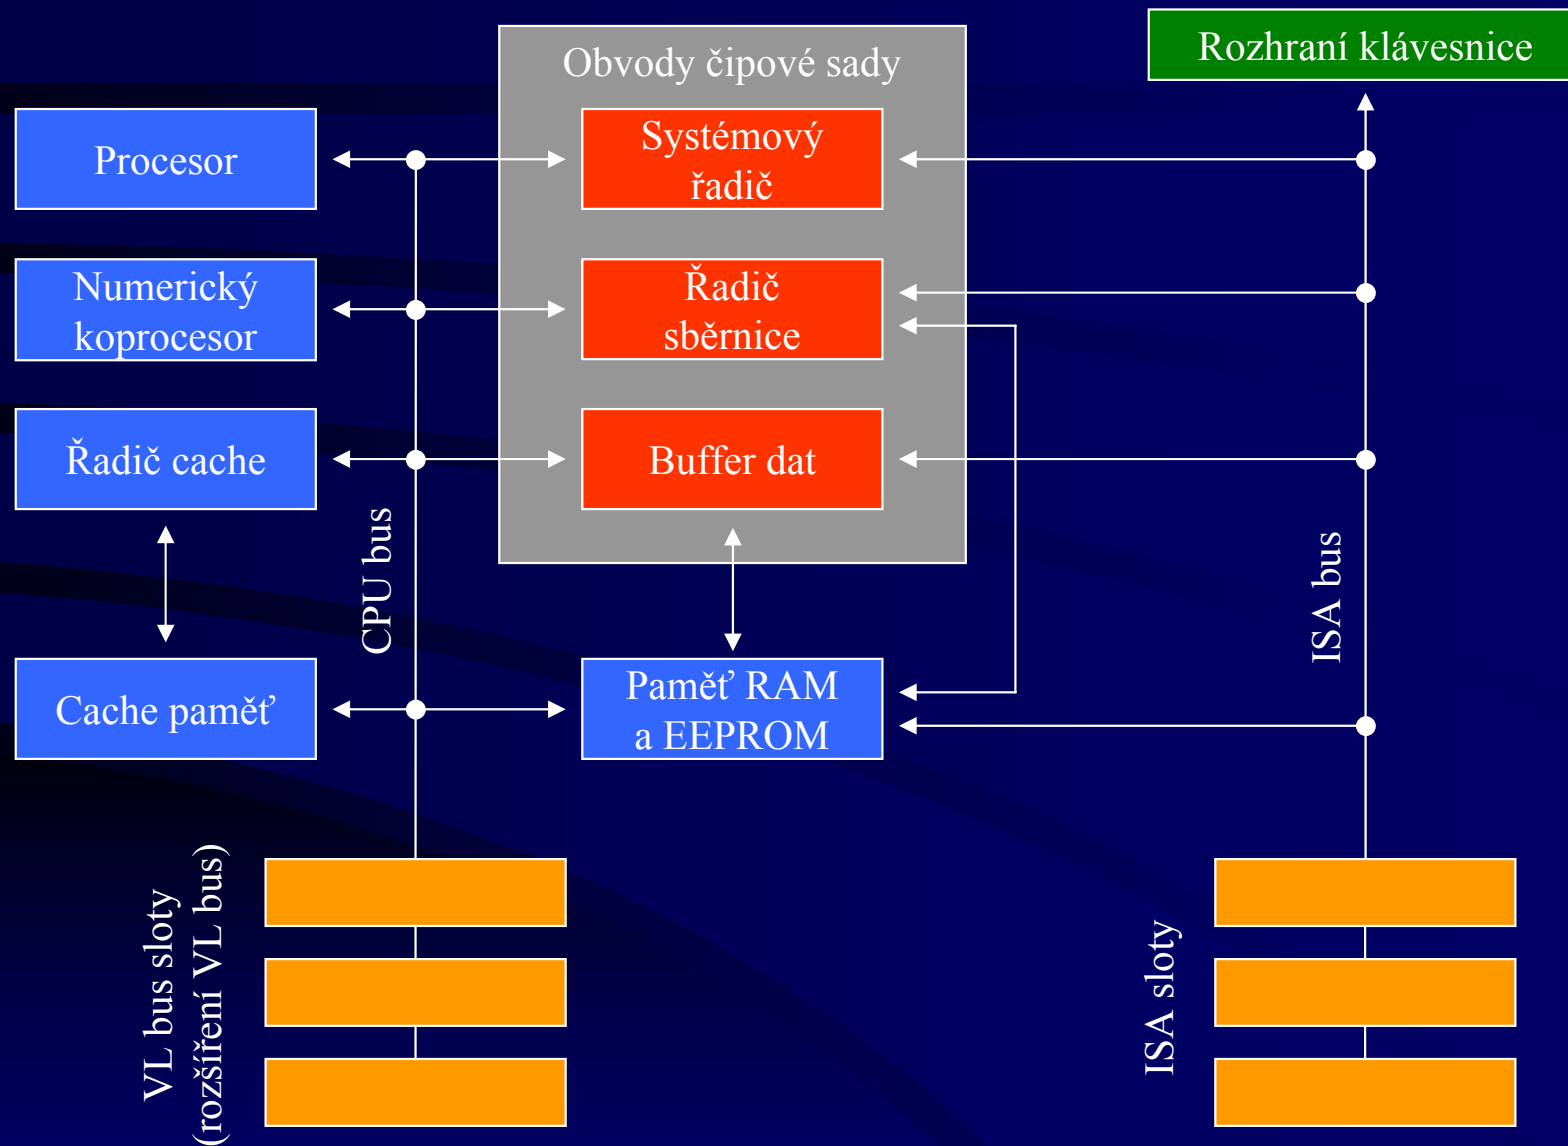 Obvody čipové sady
Rozhraní klávesnice
Procesor
Systémový
řadič
Numerický
koprocesor
Řadič
sběrnice
Řadič cache
Buffer dat
CPU bus
ISA bus
Cache paměť
Paměť RAM
a EEPROM
VL bus sloty
(rozšíření VL bus)
ISA sloty